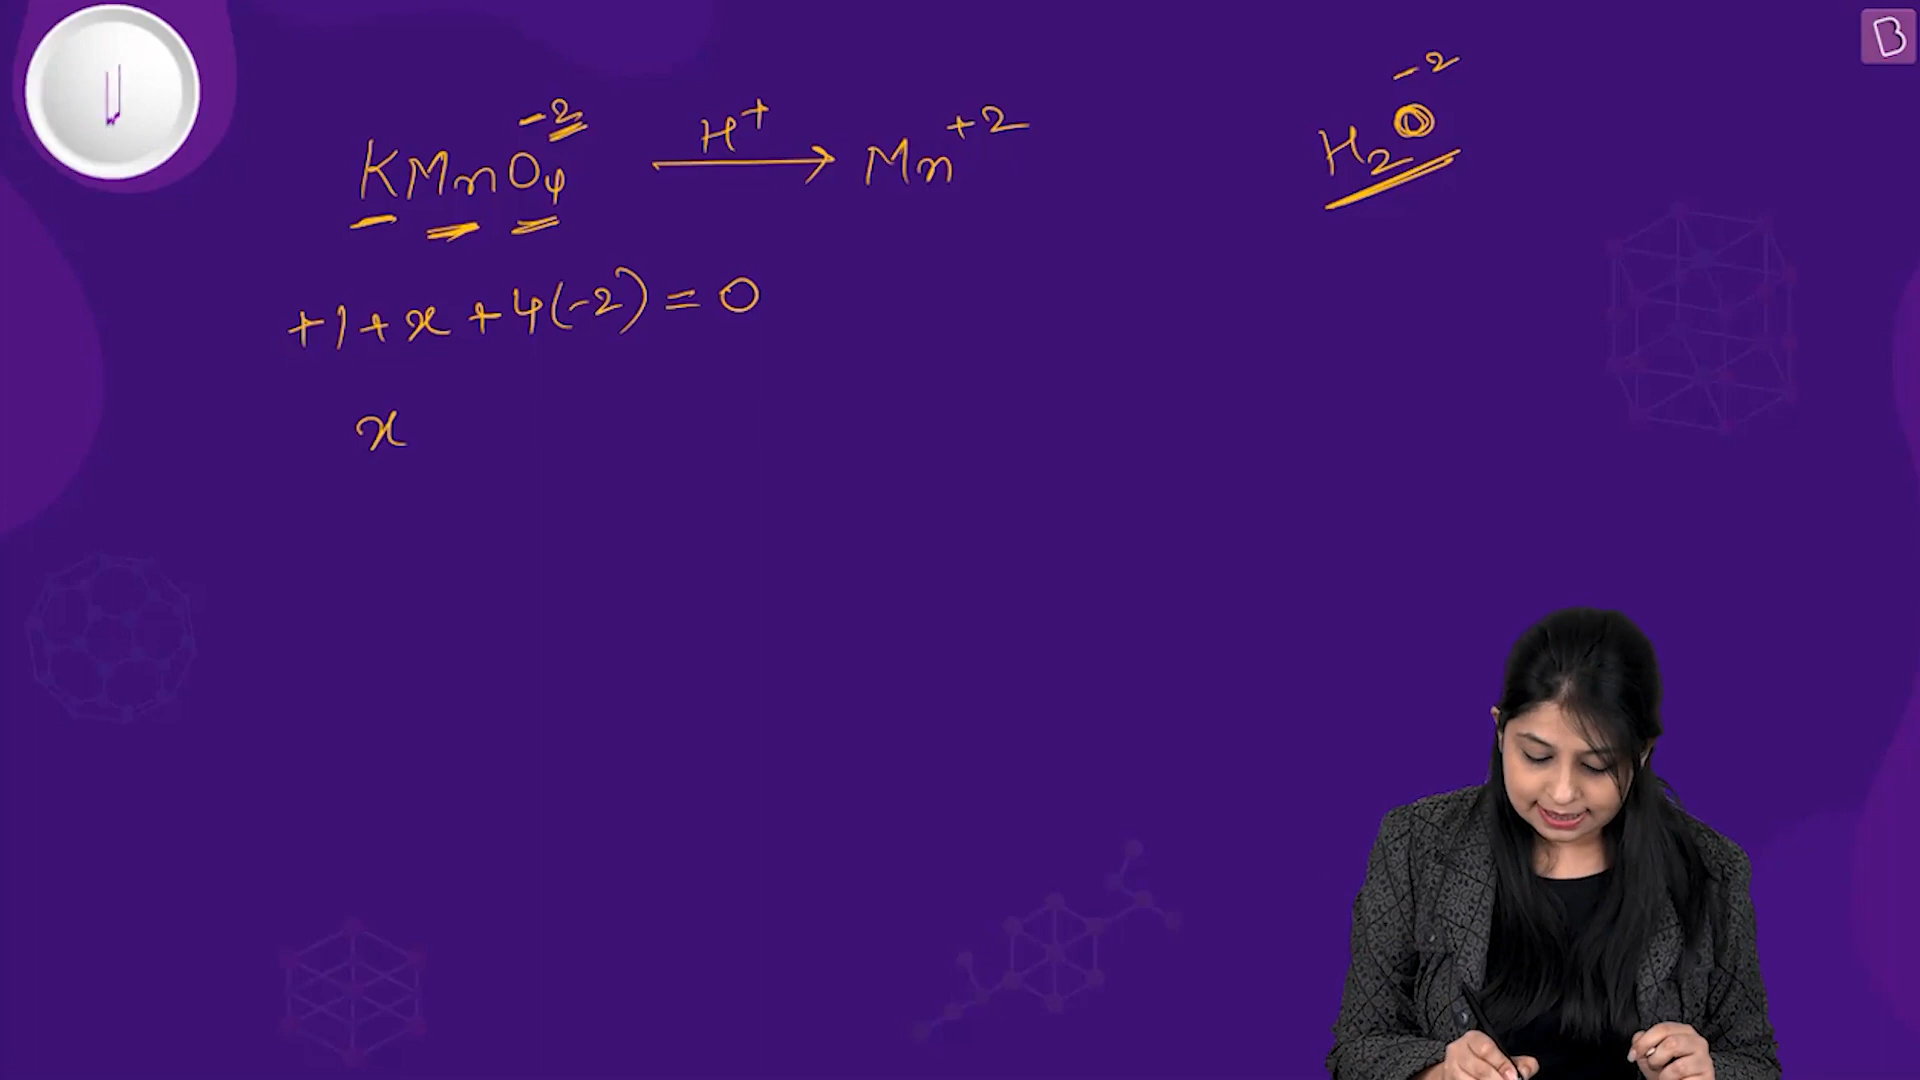 KMnO₄⁻² —H⁺→ Mn⁺² H₂O⁻²
+1+x+4(-2)=0
x
B